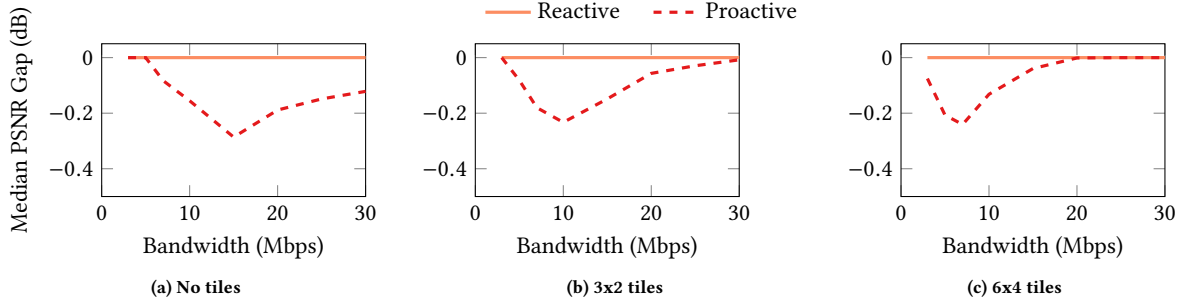 Reactive Proactive
Median PSNR Gap (dB)
0
−0.2
−0.4
0 10 20 30
Bandwidth (Mbps)
(a) No tiles
0
−0.2
−0.4
0 10 20 30
Bandwidth (Mbps)
(b) 3x2 tiles
0
−0.2
−0.4
0 10 20 30
Bandwidth (Mbps)
(c) 6x4 tiles